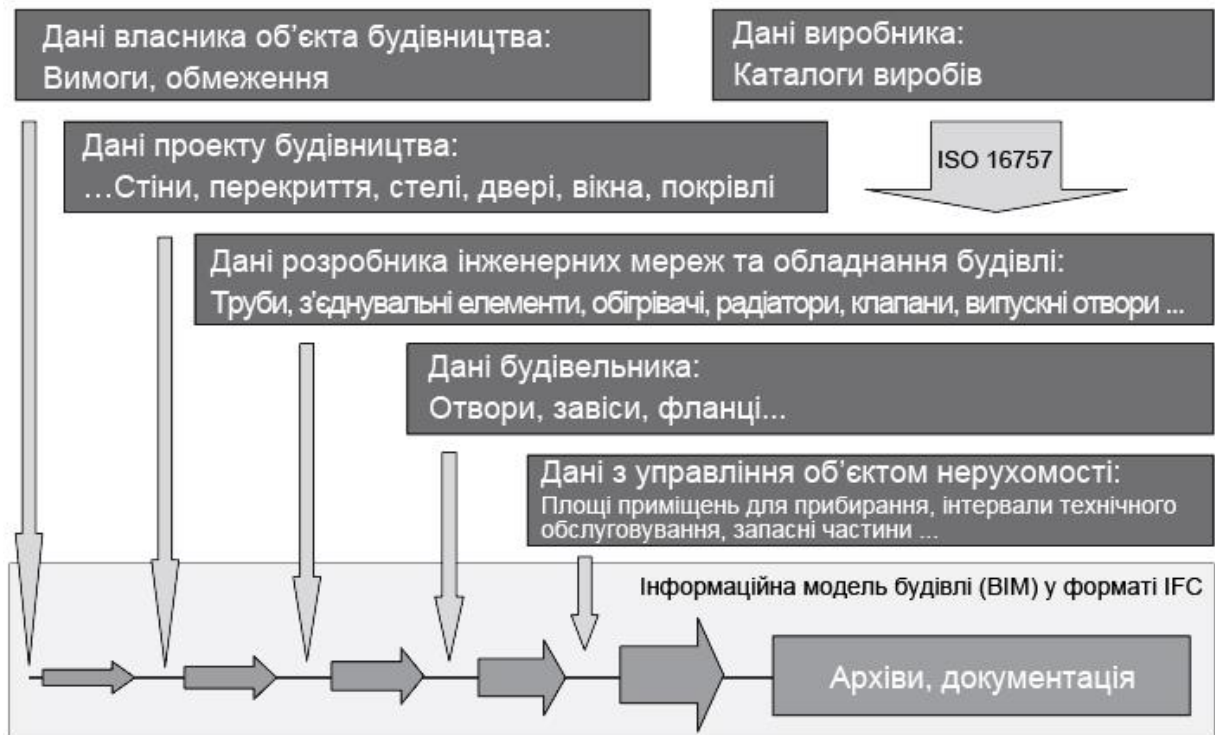 Дані власника об’єкта будівництва:
Вимоги, обмеження
Дані виробника:
Каталоги виробів
ISO 16757
Дані проекту будівництва:
…Стіни, перекриття, стелі, двері, вікна, покрівлі
Дані розробника інженерних мереж та обладнання будівлі:
Труби, з’єднувальні елементи, обігрівачі, радіатори, клапани, випускні отвори ...
Дані будівельника:
Отвори, завіси, фланці...
Дані з управління об’єктом нерухомості:
Площі приміщень для прибирання, інтервали технічного
обслуговування, запасні частини ...
Інформаційна модель будівлі (BIM) у форматі IFC
Архіви, документація